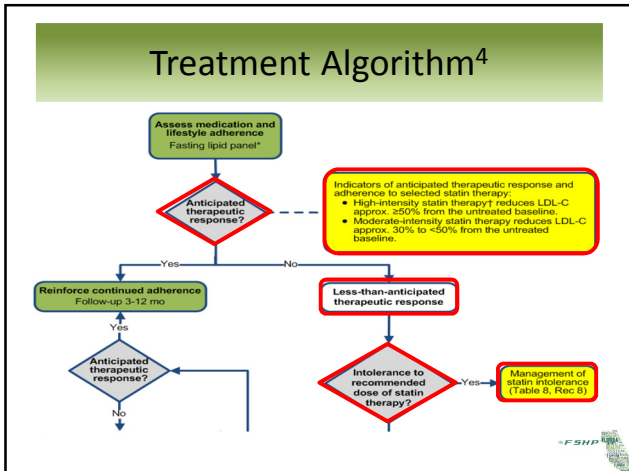 Treatment Algorithm⁴
Assess medication and
lifestyle adherence
Fasting lipid panel*
Anticipated
therapeutic
response?
Indicators of anticipated therapeutic response and
adherence to selected statin therapy:
• High-intensity statin therapy† reduces LDL-C
approx. ≥50% from the untreated baseline.
• Moderate-intensity statin therapy reduces LDL-C
approx. 30% to <50% from the untreated
baseline.
Yes
No
Reinforce continued adherence
Follow-up 3-12 mo
Less-than-anticipated
therapeutic response
Yes
Anticipated
therapeutic
response?
No
Intolerance to
recommended
dose of statin
therapy?
Yes
Management of
statin intolerance
(Table 8, Rec 8)
FSHP